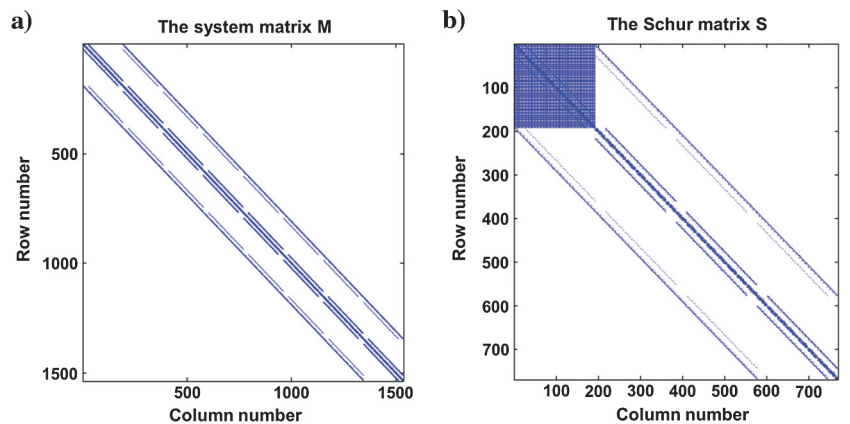 a)
The system matrix M
Row number
500
1000
1500
500 1000 1500
Column number
b)
The Schur matrix S
Row number
100
200
300
400
500
600
700
100 200 300 400 500 600 700
Column number